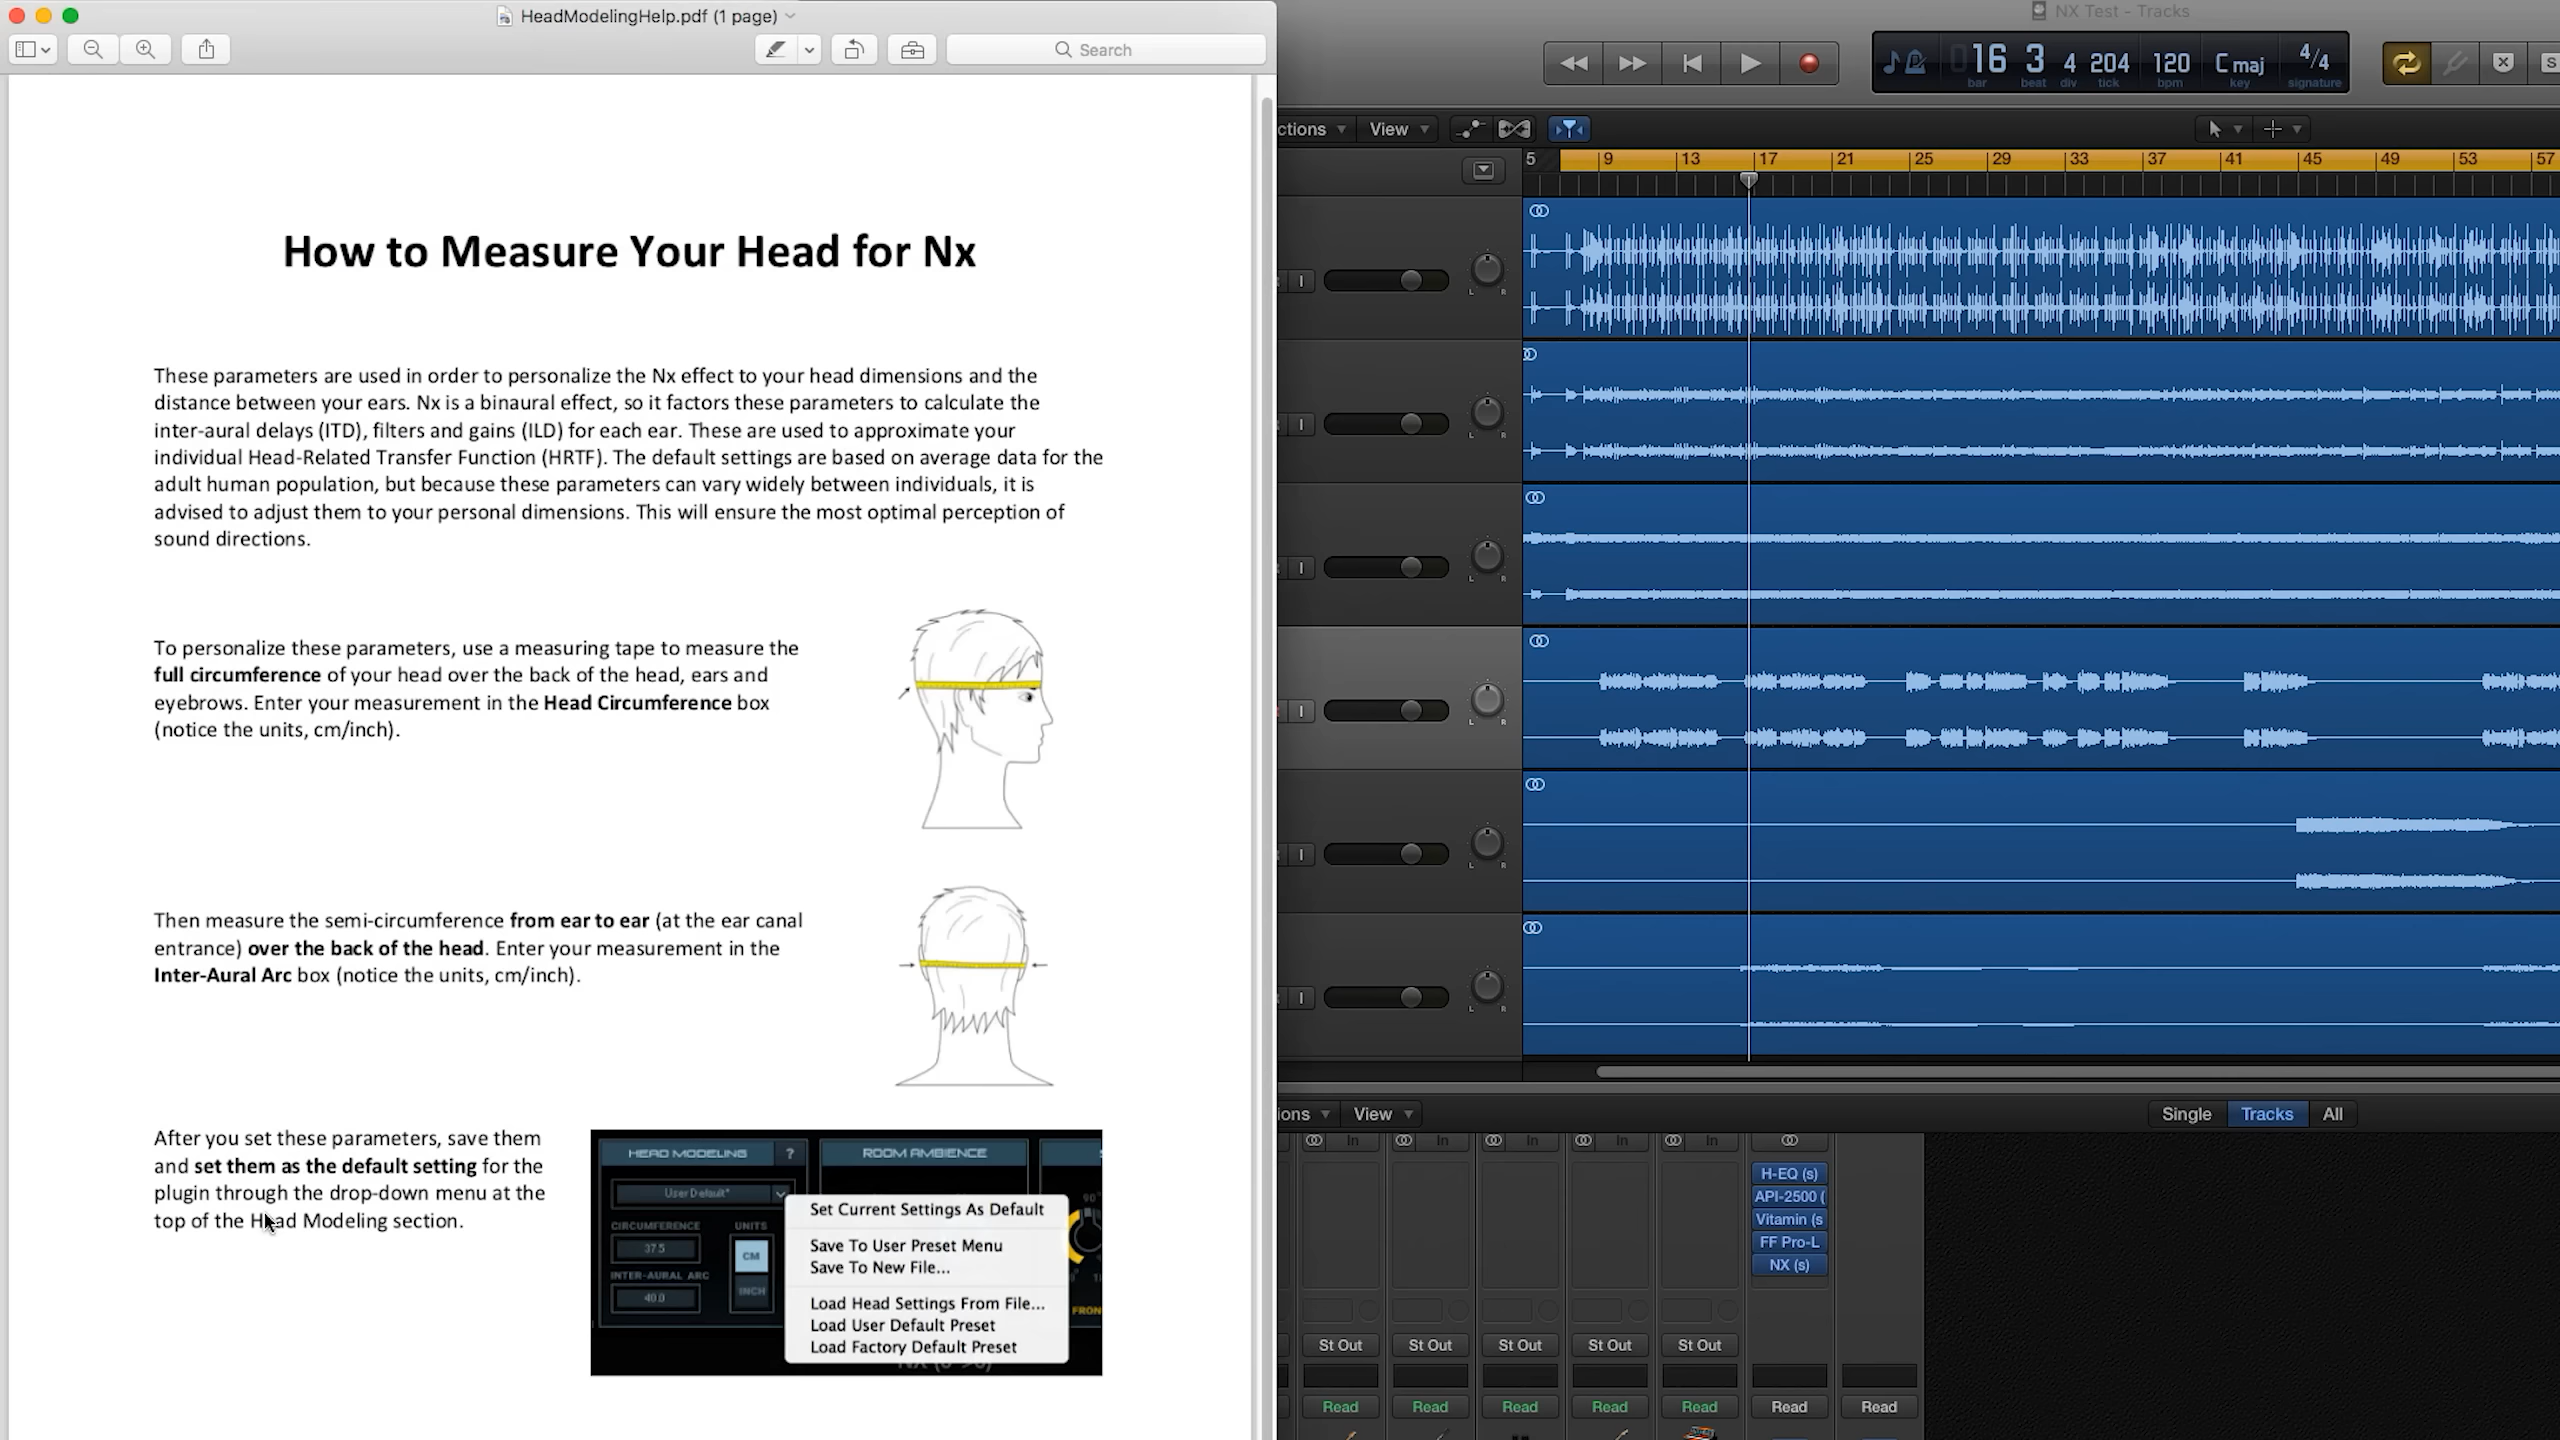 HeadModelingHelp.pdf (1 page)
Search
How to Measure Your Head for Nx
These parameters are used in order to personalize the Nx effect to your head dimensions and the
distance between your ears. Nx is a binaural effect, so it factors these parameters to calculate the
inter-aural delays (ITD), filters and gains (ILD) for each ear. These are used to approximate your
individual Head-Related Transfer Function (HRTF). The default settings are based on average data for the
adult human population, but because these parameters can vary widely between individuals, it is
advised to adjust them to your personal dimensions. This will ensure the most optimal perception of
sound directions.
To personalize these parameters, use a measuring tape to measure the
full circumference of your head over the back of the head, ears and
eyebrows. Enter your measurement in the Head Circumference box
(notice the units, cm/inch).
Then measure the semi-circumference from ear to ear (at the ear canal
entrance) over the back of the head. Enter your measurement in the
Inter-Aural Arc box (notice the units, cm/inch).
After you set these parameters, save them
and set them as the default setting for the
plugin through the drop-down menu at the
top of the Head Modeling section.
HEAD MODELING ?
ROOM AMBIENCE
User Default*
CIRCUMFERENCE UNITS
37.5
CM
INTER-AURAL ARC
INCH
40.0
90°
FRON
Set Current Settings As Default
Save To User Preset Menu
Save To New File...
Load Head Settings From File...
Load User Default Preset
Load Factory Default Preset
NX Test - Tracks
16 3 4 204 120 C maj 4/4
bar beat div tick bpm key signature
S
ctions View
5 9 13 17 21 25 29 33 37 41 45 49 53 57
I
L R
I
L R
I
L R
I
L R
I
L R
I
L R
ions View
Single Tracks All
In In In In In
H-EQ (s)
API-2500 (
Vitamin (s
FF Pro-L
NX (s)
St Out St Out St Out St Out St Out
Read Read Read Read Read Read Read